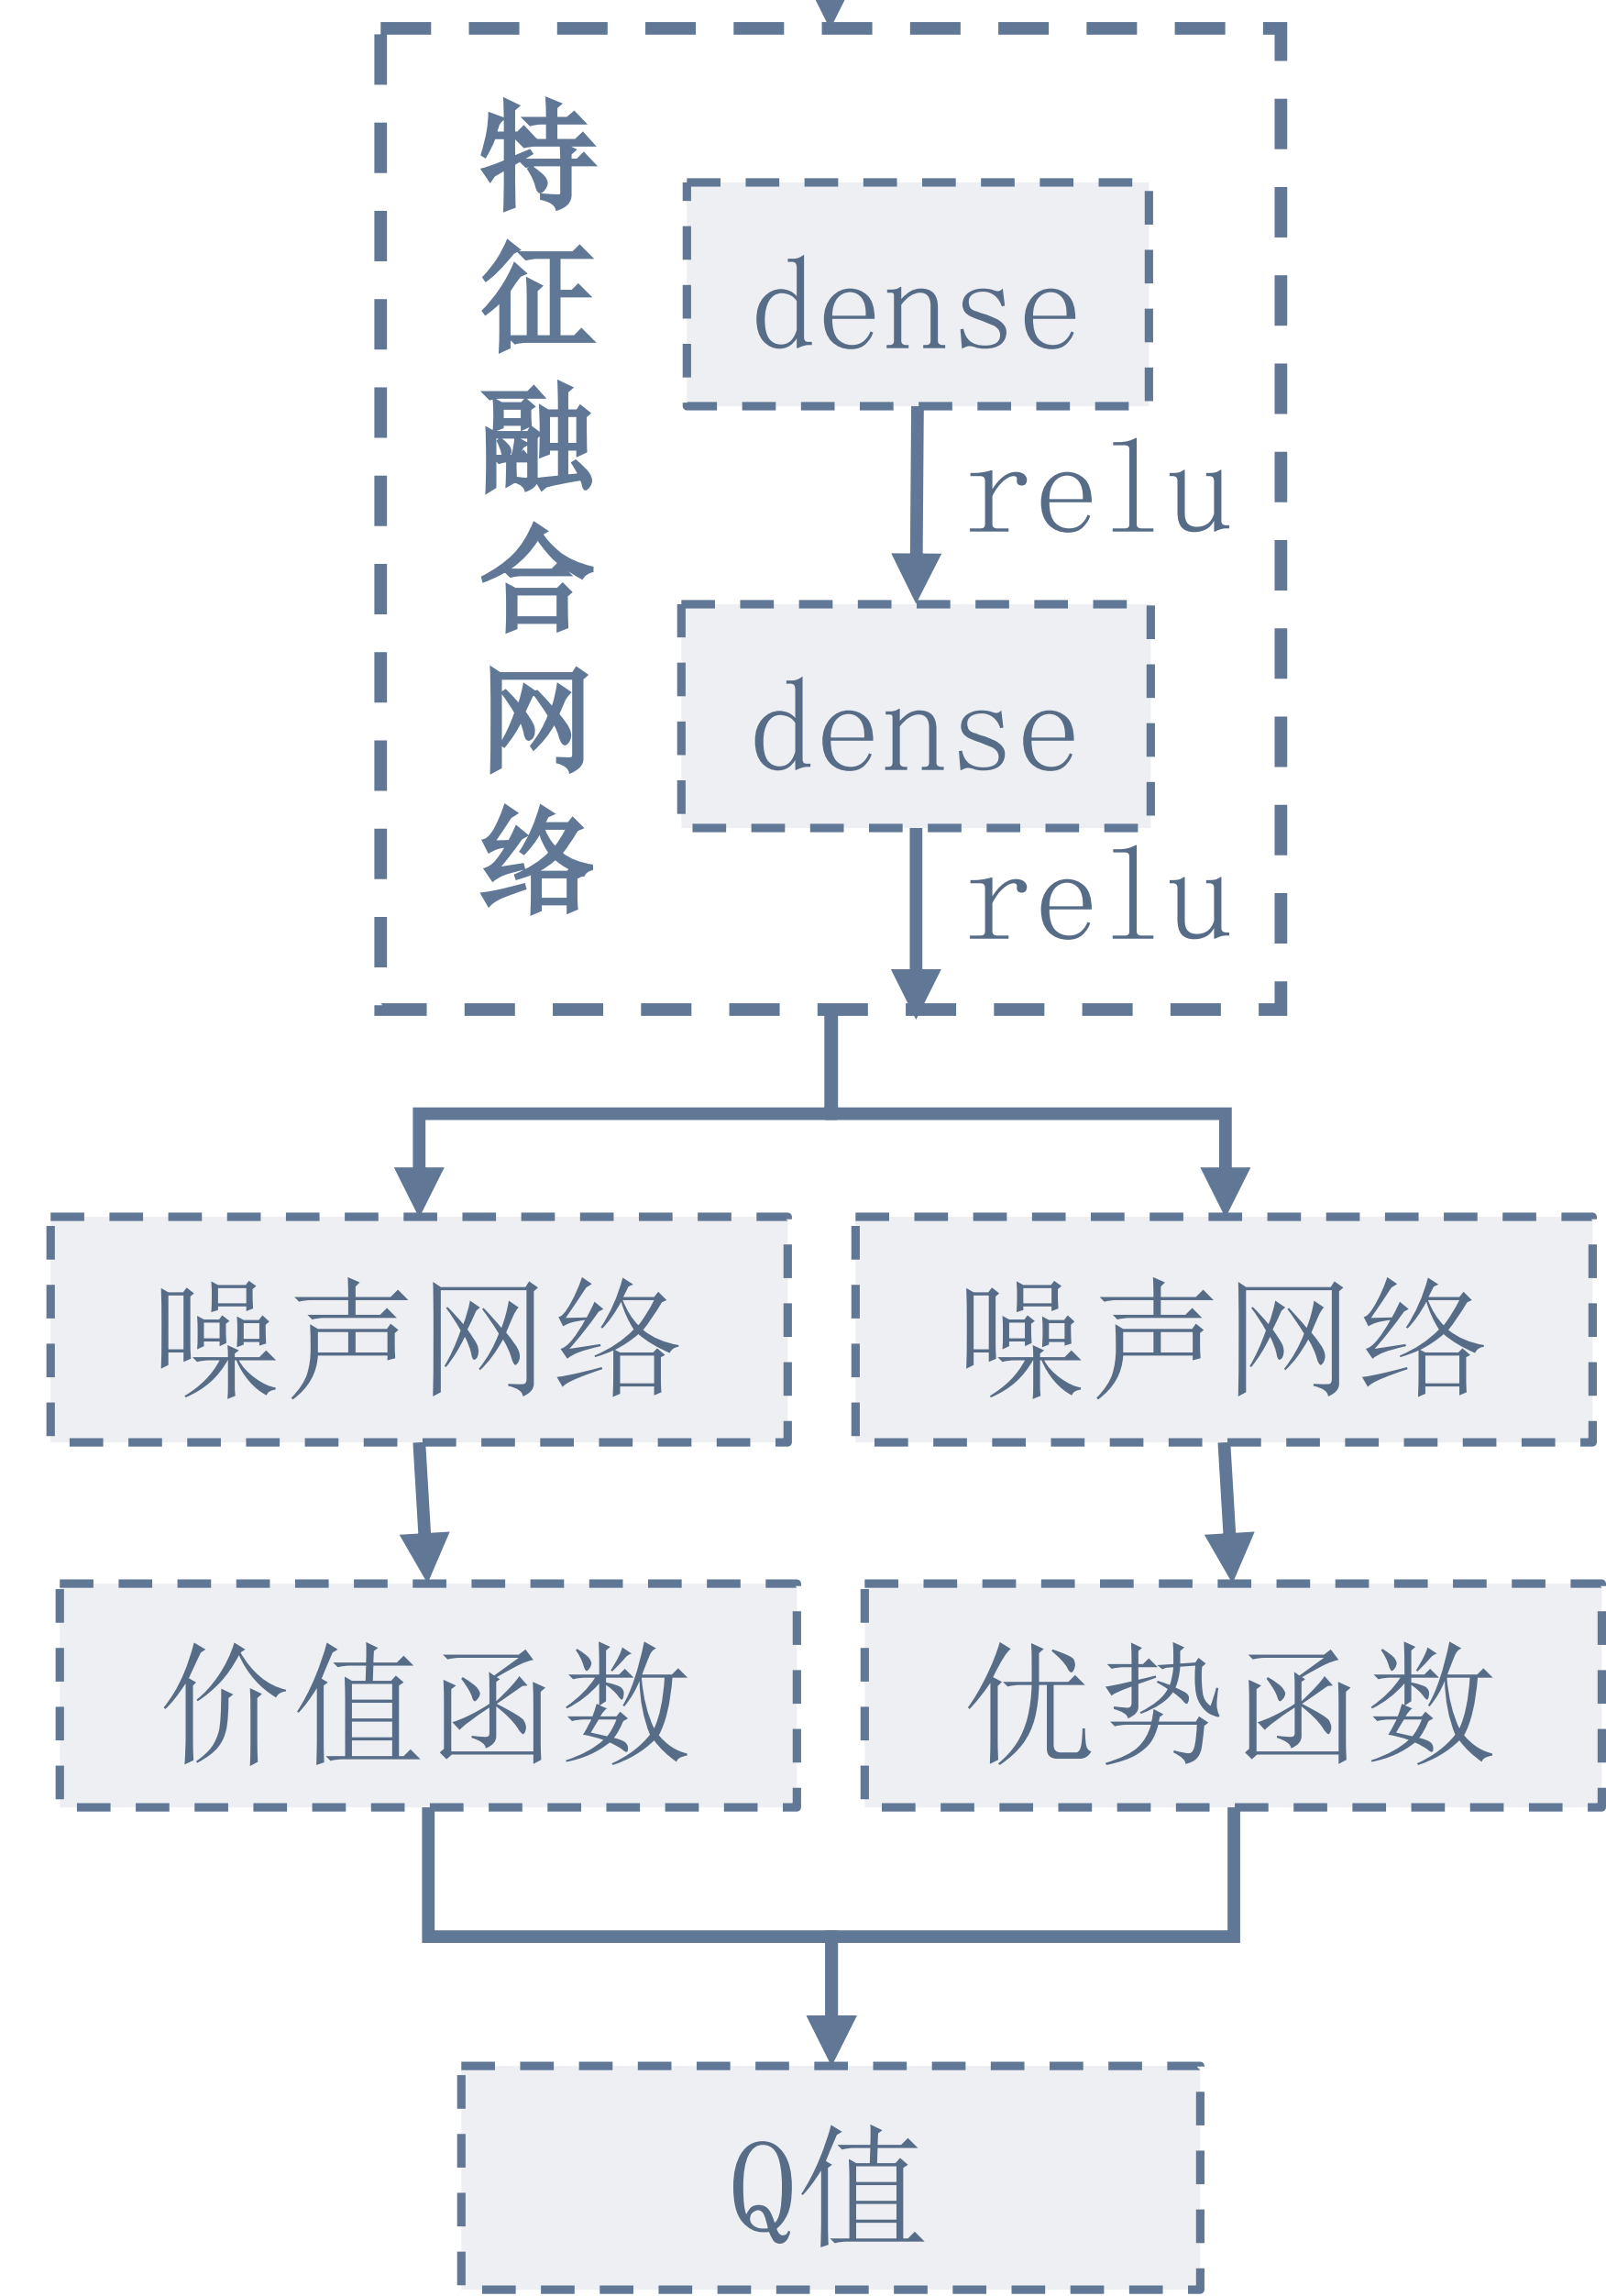 特征融合网络
dense
relu
dense
relu
噪声网络
噪声网络
价值函数
优势函数
Q值